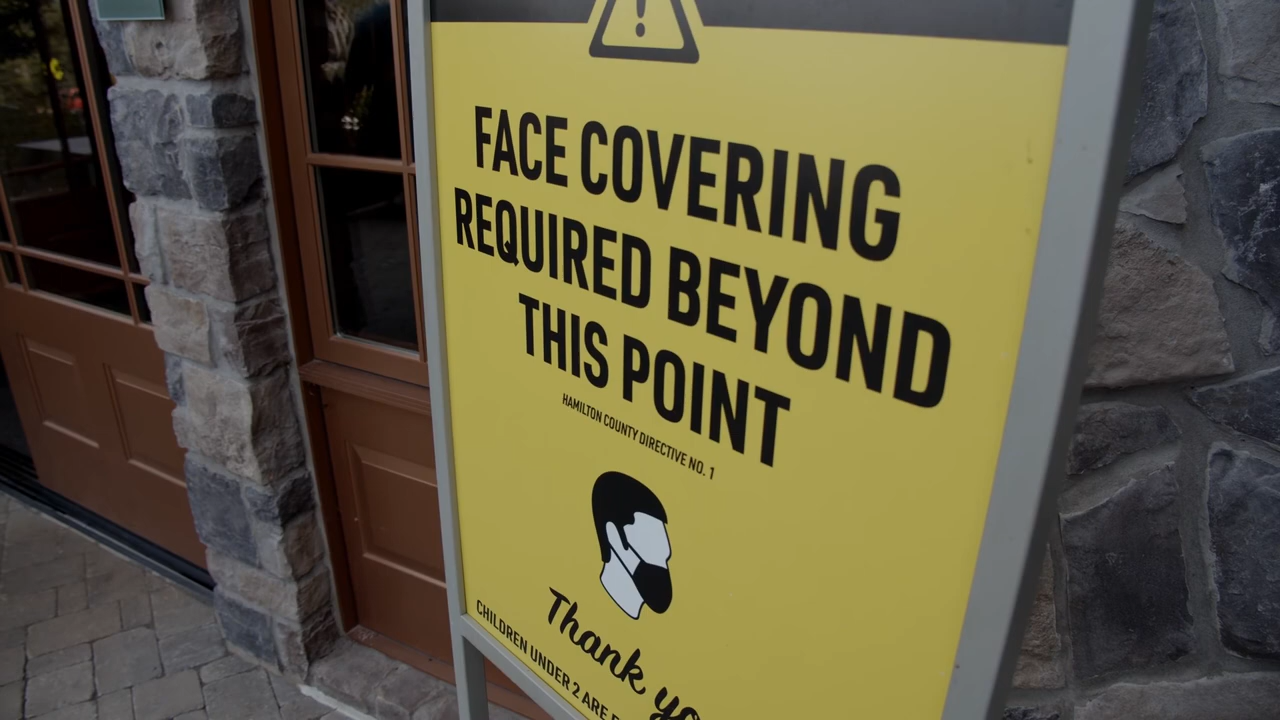 FACE COVERING
REQUIRED BEYOND
THIS POINT
HAMILTON COUNTY DIRECTIVE NO. 1
Thank
CHILDREN UNDER 2 ARE